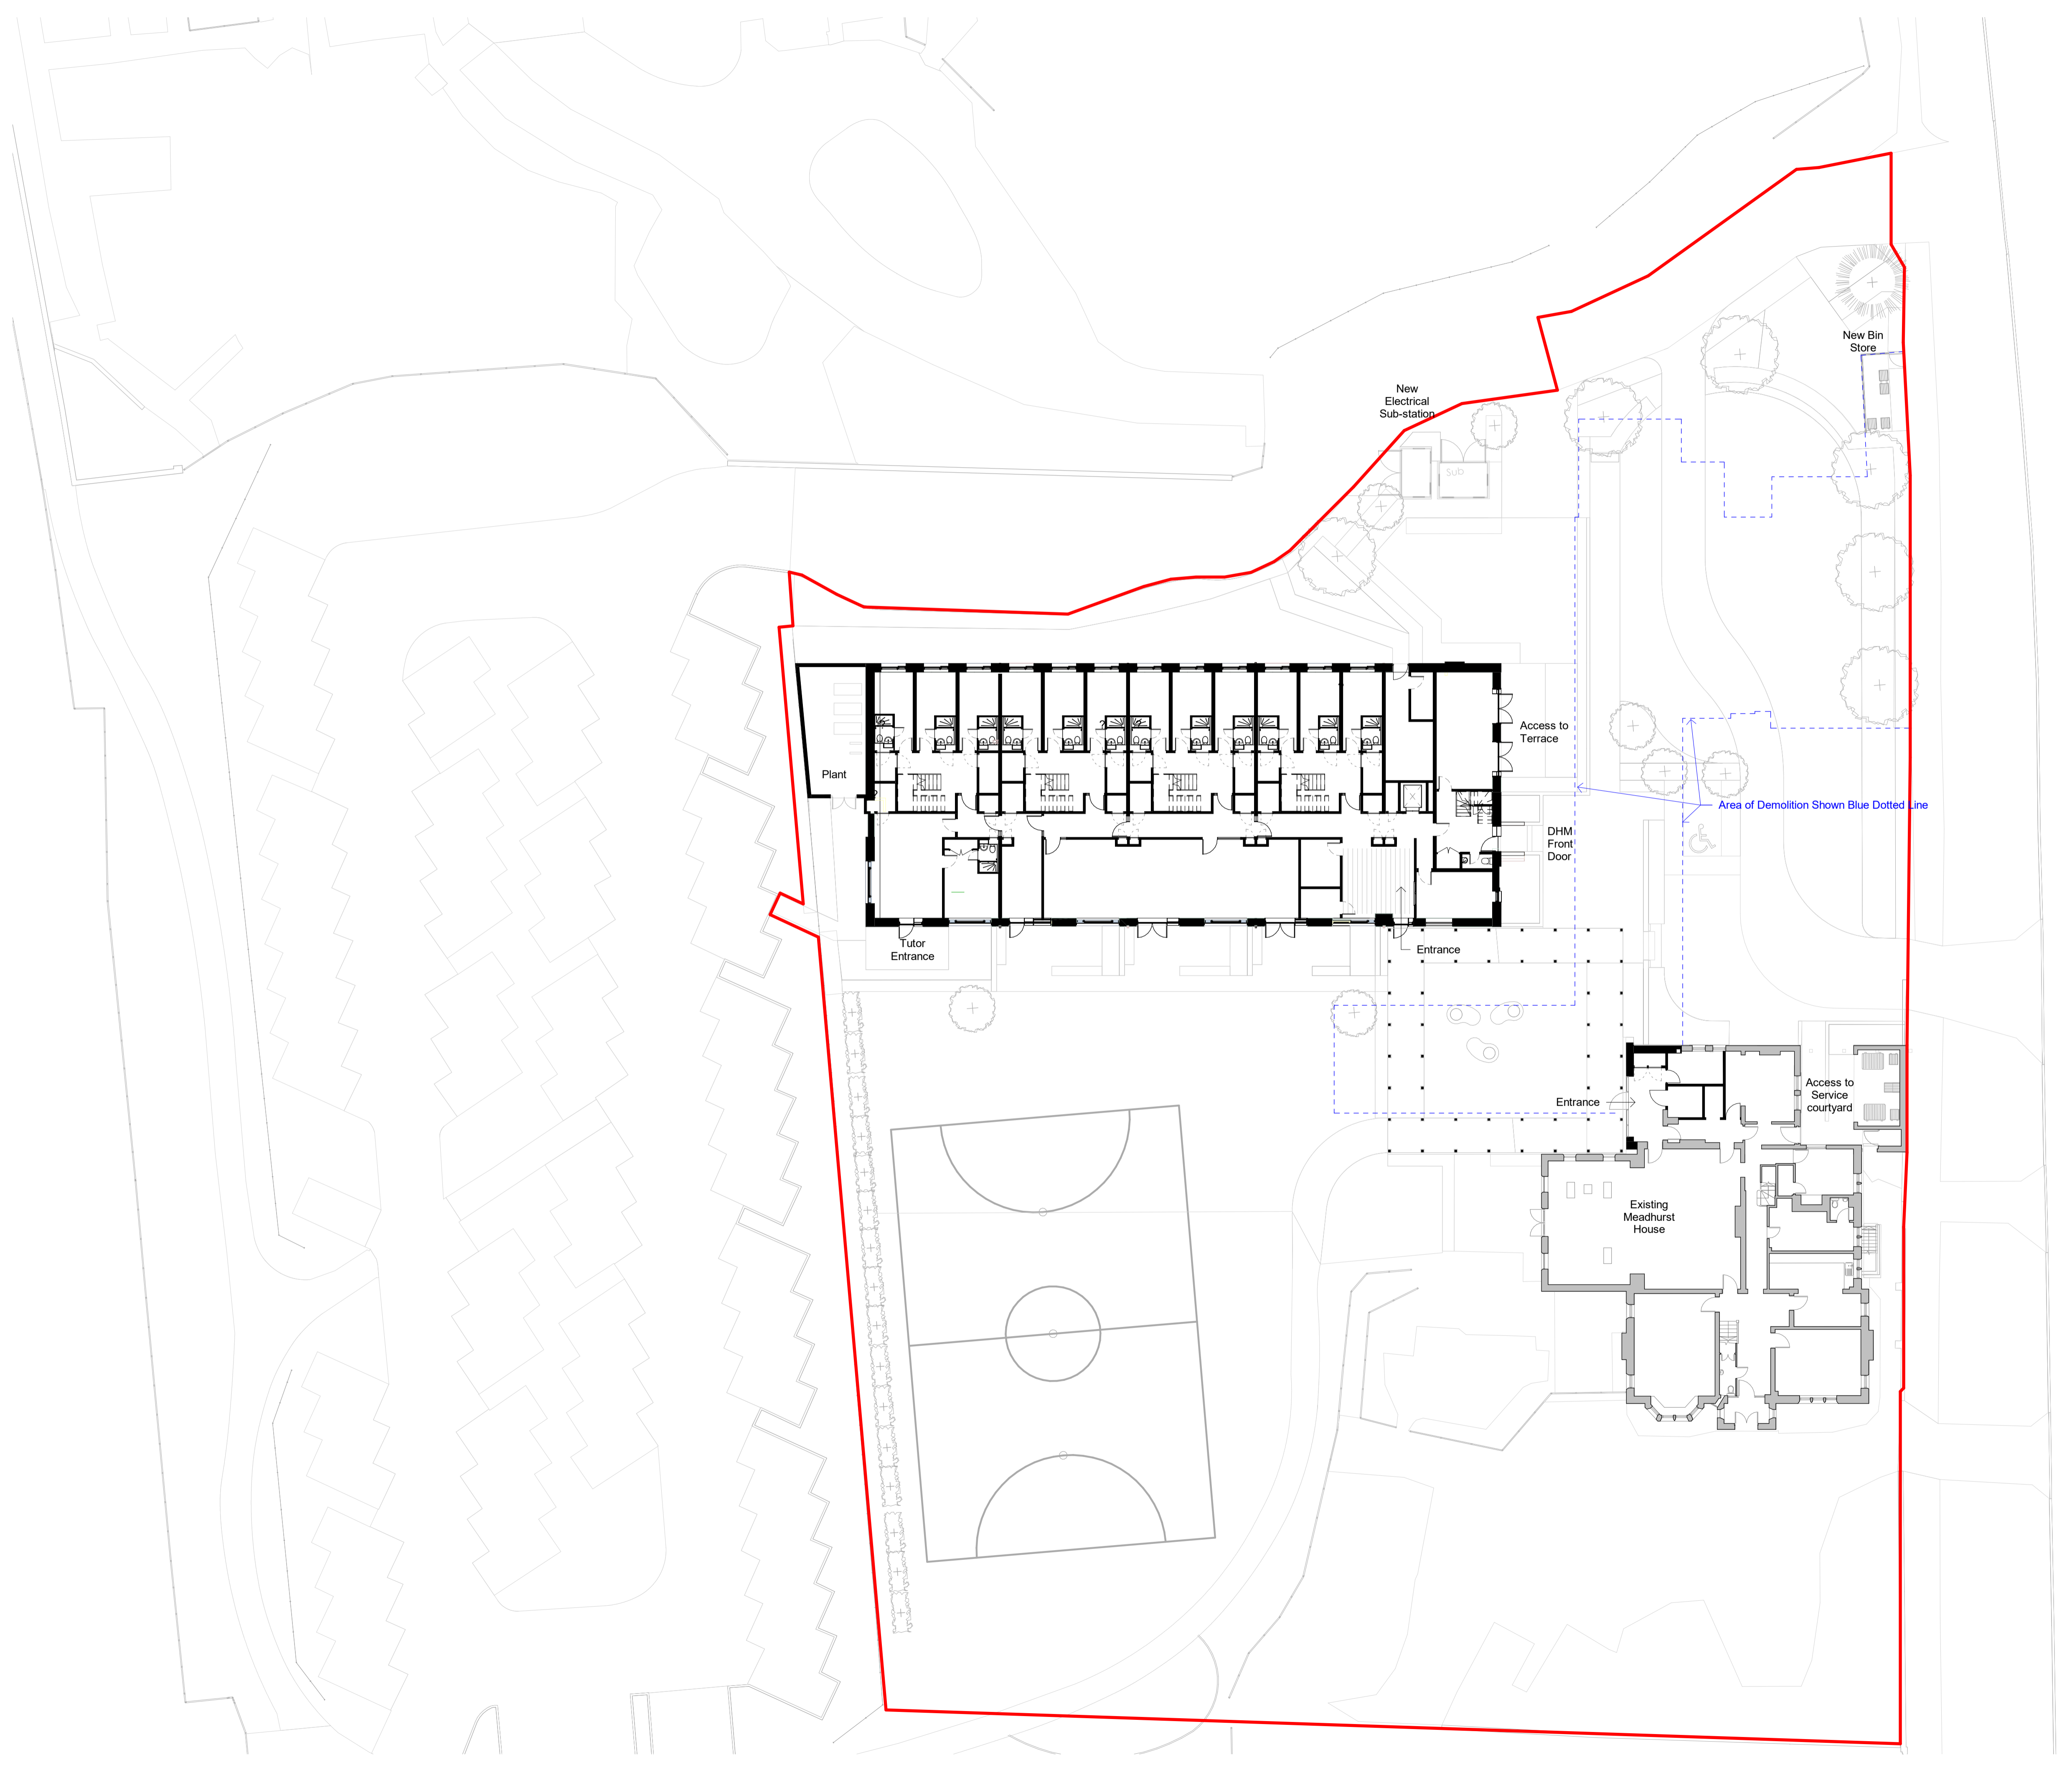 New Bin
Store
New
Electrical
Sub-station
sub
Access to
Terrace
Plant
Area of Demolition Shown Blue Dotted Line
DHM
Front
Door
Tutor
Entrance
Entrance
Access to
Service
courtyard
Entrance
Existing
Meadhurst
House